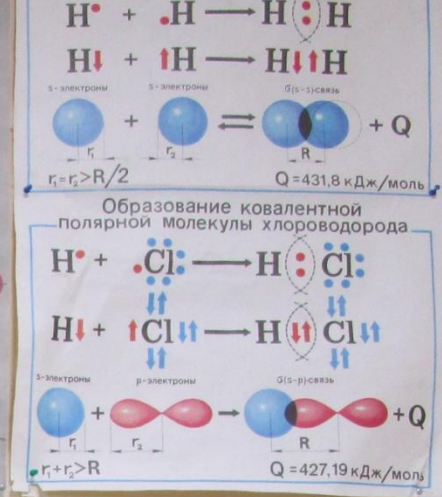 H• + •H → H : H
H↓ + ↑H → H↓↑H
s-электроны s-электроны σ(s-s)-связь
+ ⇌ + Q
r₁ r₂ R
r₁=r₂>R/2 Q=431,8 кДж/моль
Образование ковалентной
полярной молекулы хлороводорода
H• + •Cl: → H : Cl:
H↓ + ↑Cl↓↑ → H ↓↑ Cl↓↑
s-электроны p-электроны σ(s-p)-связь
+ → + Q
r₁ r₂ R
r₁+r₂>R Q=427,19 кДж/моль